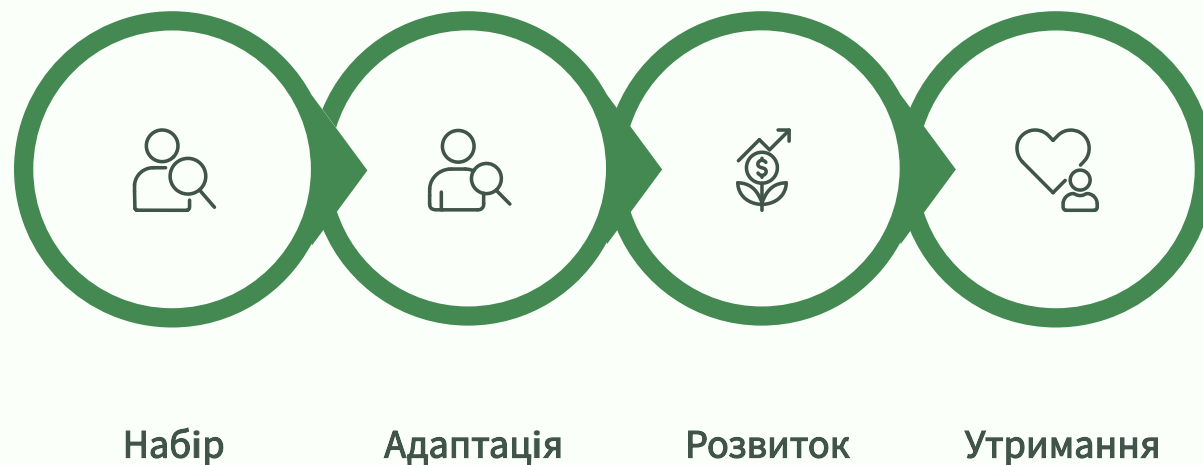 Набір
Адаптація
Розвиток
Утримання